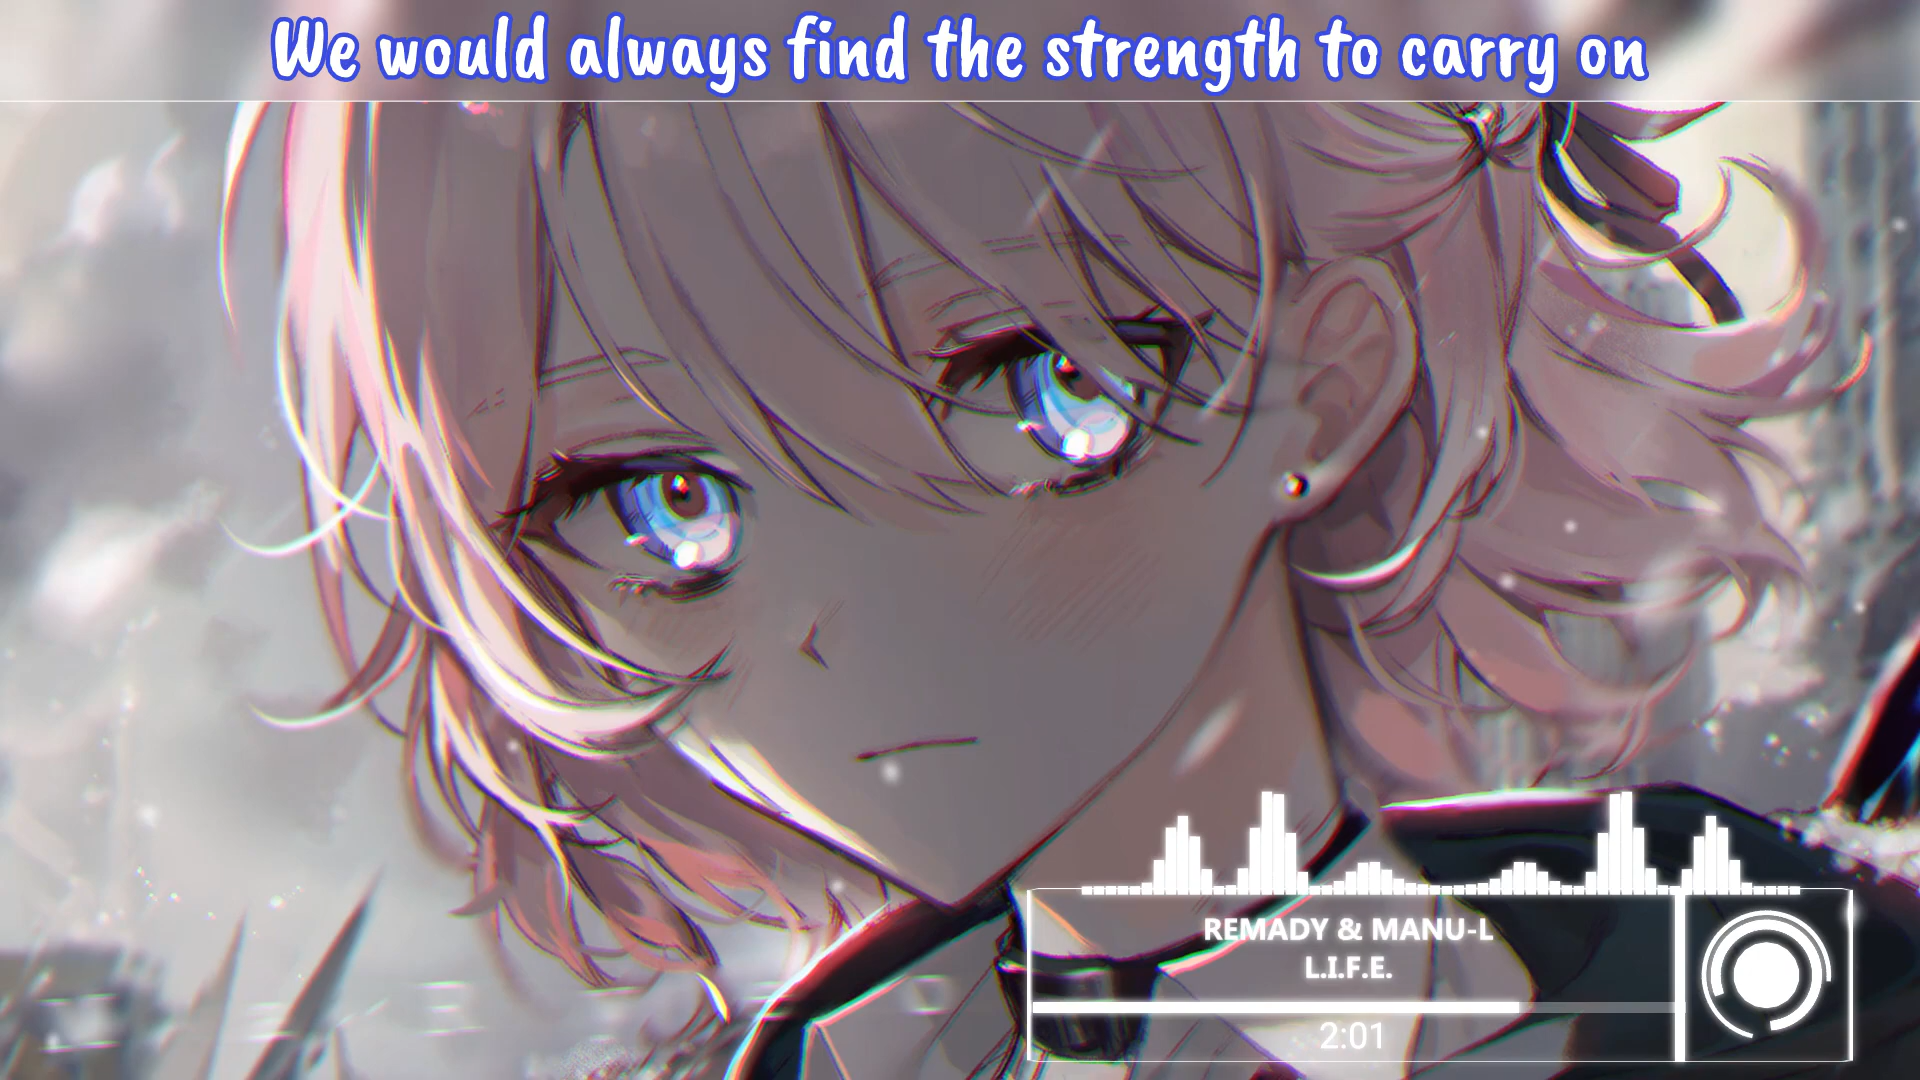 We would always find the strength to carry on
REMADY & MANU-L
L.I.F.E.
2:01